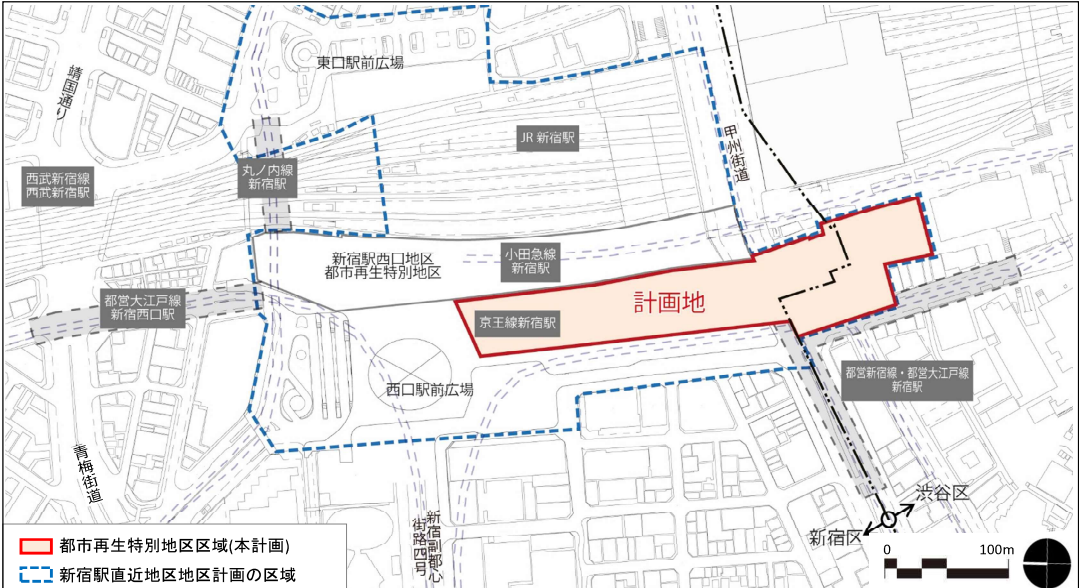 東口駅前広場
靖国通り
JR新宿駅
甲州街道
西武新宿線
西武新宿駅
丸ノ内線
新宿駅
新宿駅西口地区
都市再生特別地区
小田急線
新宿駅
都営大江戸線
新宿西口駅
計画地
京王線新宿駅
西口駅前広場
都営新宿線・都営大江戸線
新宿駅
青梅街道
新宿副都心
街路四号
渋谷区
新宿区
都市再生特別地区区域(本計画)
新宿駅直近地区地区計画の区域
0 100m